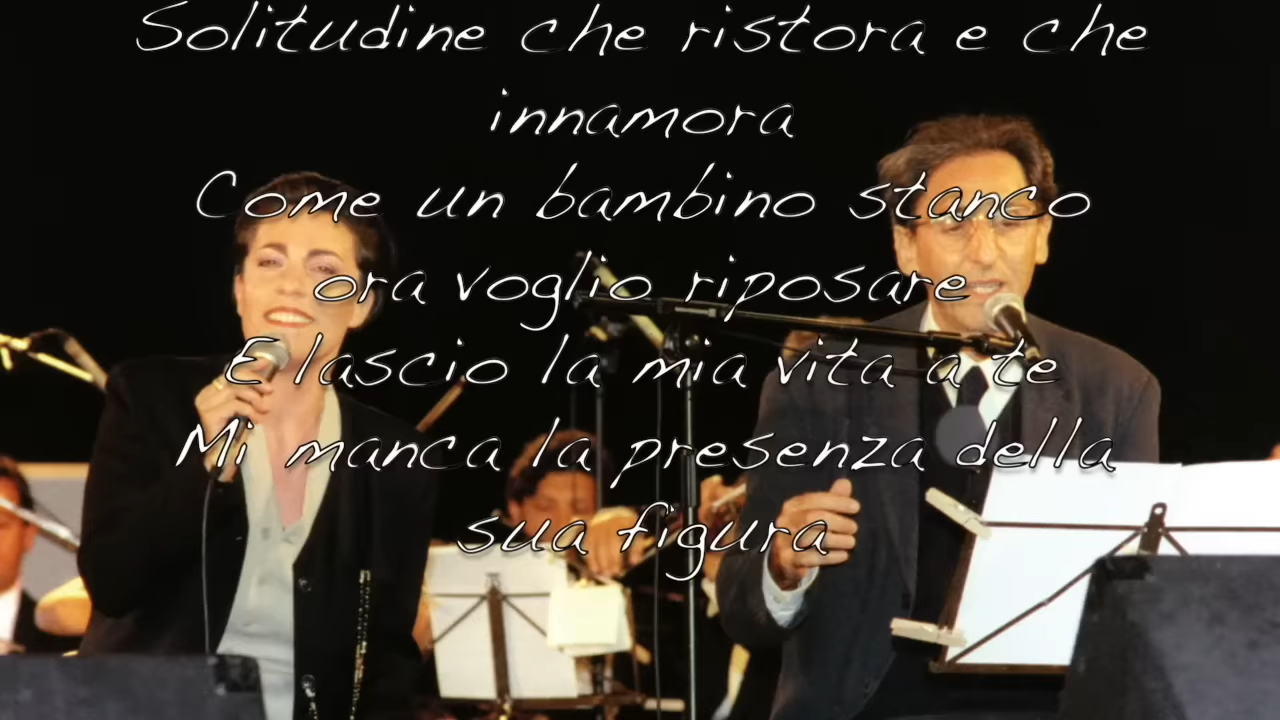 Solitudine che ristora e che
innamora
Come un bambino stanco
ora voglio riposare
E lascio la mia vita a te
Mi manca la presenza della
sua figura